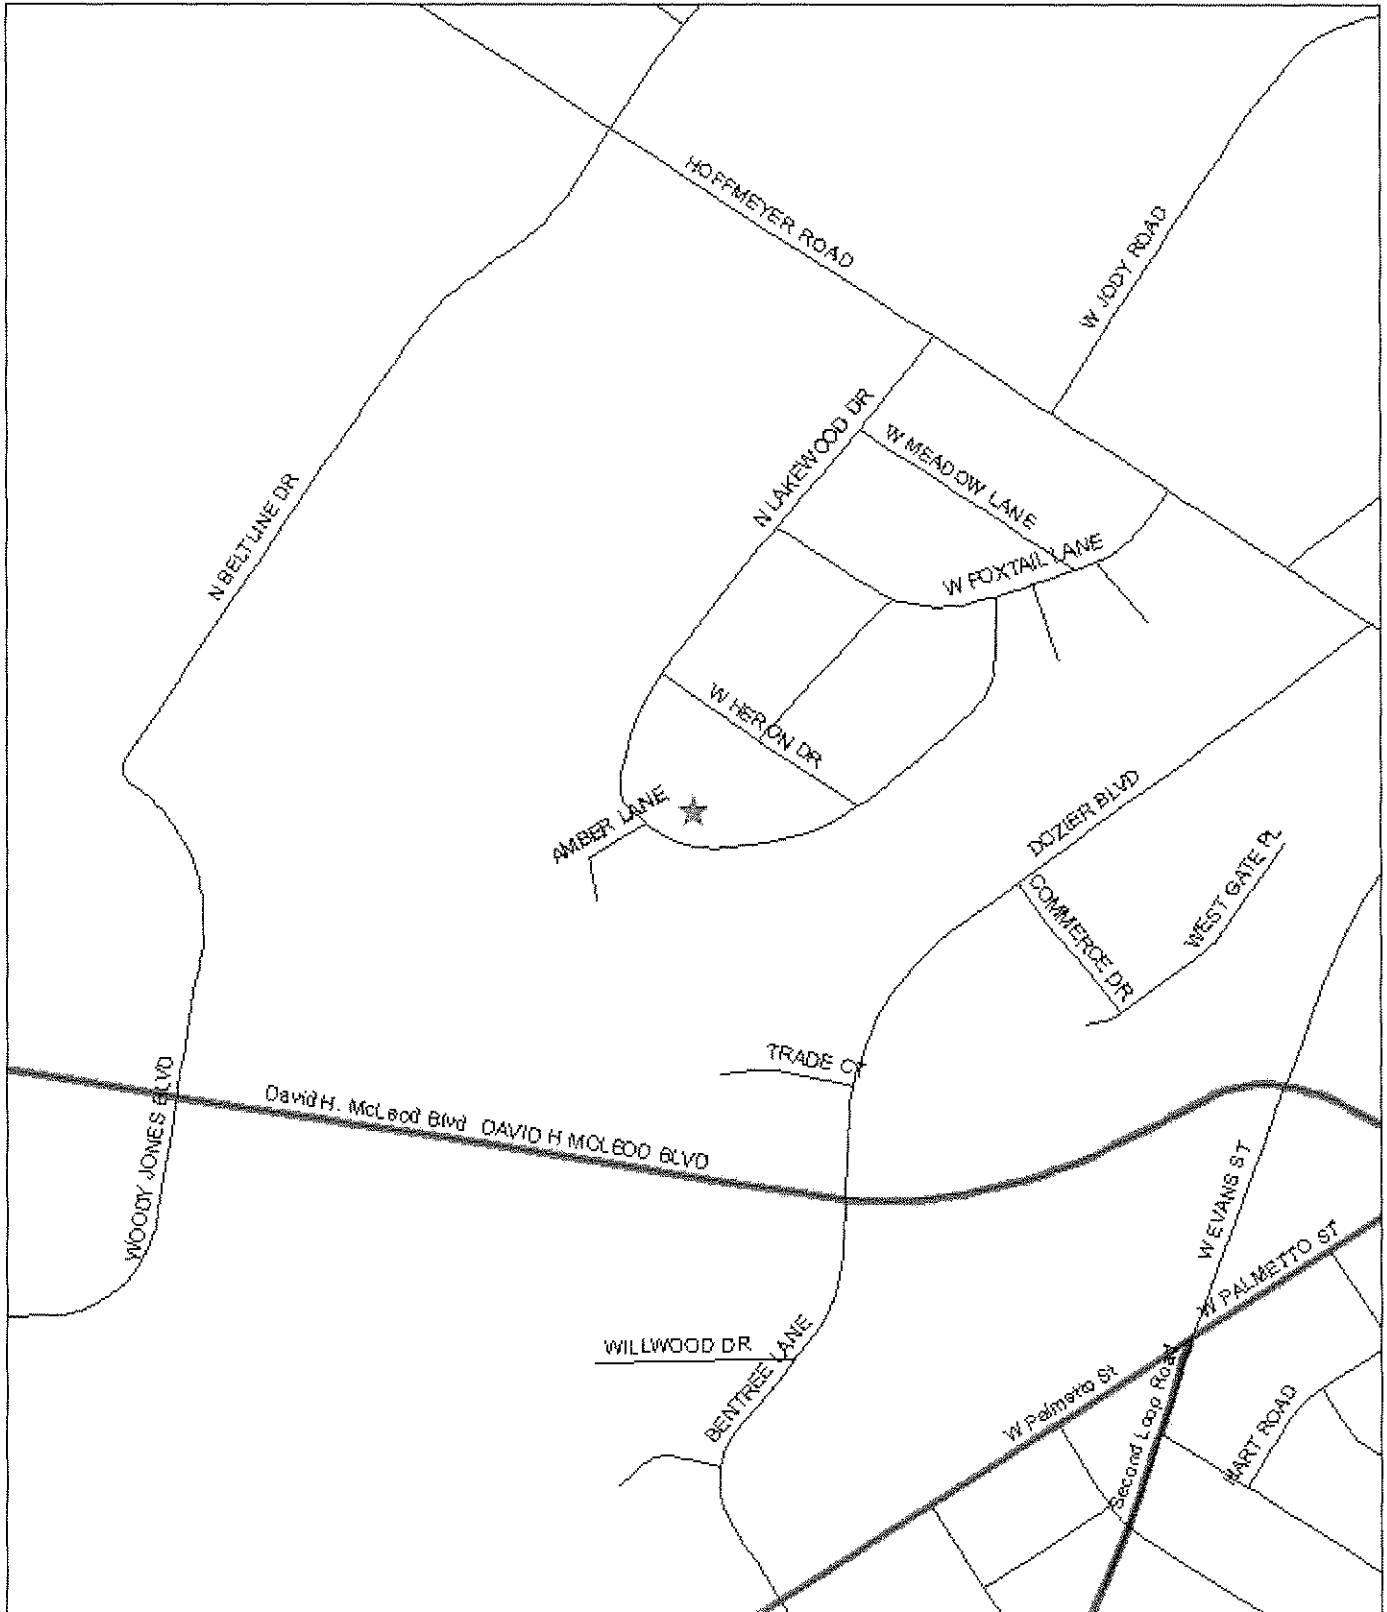 HOFFMEYER ROAD
W JODY ROAD
N LAKEWOOD DR
W MEADOW LANE
N BELTLINE DR
W FOXTAIL LANE
W HERON DR
AMBER LANE
DOZIER BLVD
COMMERCE DR
WEST GATE PL
TRADE CT
WOODY JONES BLVD
David H. McLeod Blvd DAVID H MCLEOD BLVD
W EVANS ST
W PALMETTO ST
WILLWOOD DR
BENTREE LANE
W Palmetto St
Second Loop Road
HART ROAD